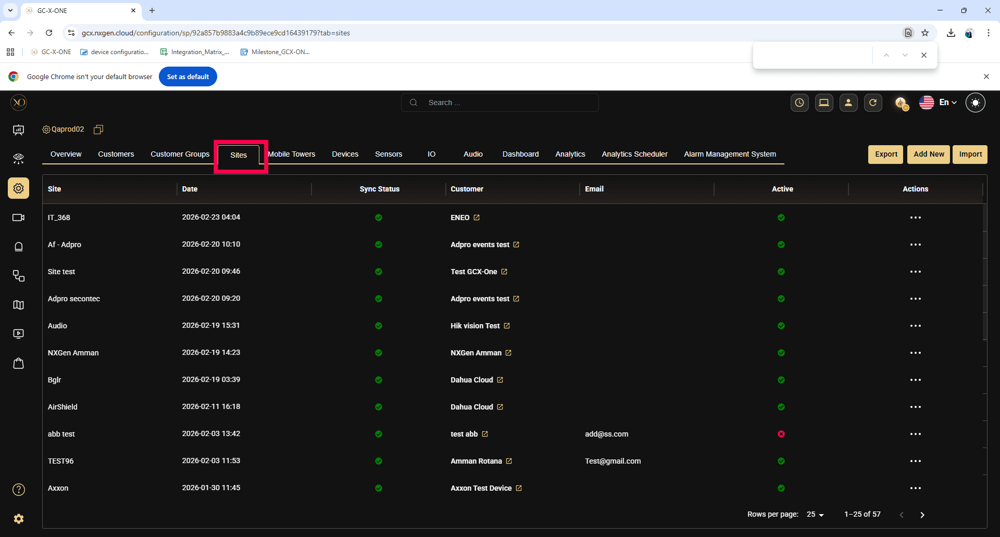 GC-X-ONE
gcx.nxgen.cloud/configuration/sp/92a857b9883a4c9b89ece9cd16439179?tab=sites
GC-X-ONE device configuratio... Integration_Matrix_... Milestone_GCX-ON...
Google Chrome isn't your default browser Set as default
XO Search ... En
Qaprod02
Overview Customers Customer Groups Sites Mobile Towers Devices Sensors IO Audio Dashboard Analytics Analytics Scheduler Alarm Management System Export Add New Import
Site Date Sync Status Customer Email Active Actions
IT_368 2026-02-23 04:04 ENEO
Af - Adpro 2026-02-20 10:10 Adpro events test
Site test 2026-02-20 09:46 Test GCX-One
Adpro secontec 2026-02-20 09:20 Adpro events test
Audio 2026-02-19 15:31 Hik vision Test
NXGen Amman 2026-02-19 14:23 NXGen Amman
Bglr 2026-02-19 03:39 Dahua Cloud
AirShield 2026-02-11 16:18 Dahua Cloud
abb test 2026-02-03 13:42 test abb add@ss.com
TEST96 2026-02-03 11:53 Amman Rotana Test@gmail.com
Axxon 2026-01-30 11:45 Axxon Test Device
Rows per page: 25 1–25 of 57